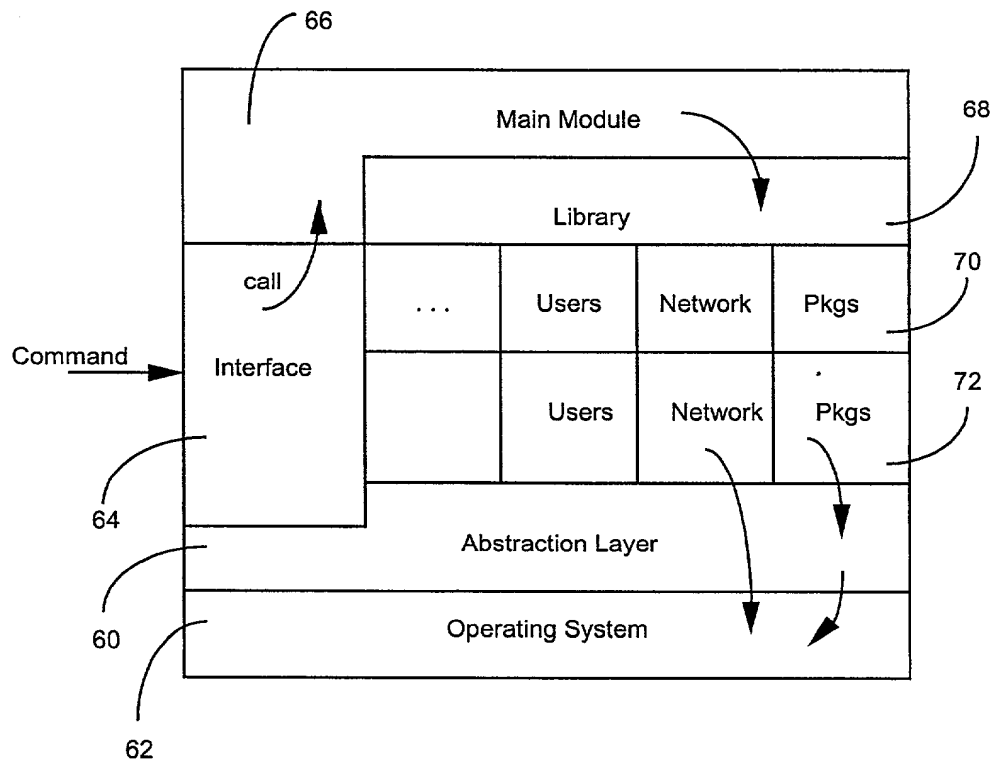 66
Main Module
68
Library
call
. . .
Users
Network
Pkgs
70
Command
Interface
Users
Network
Pkgs
72
64
Abstraction Layer
60
Operating System
62